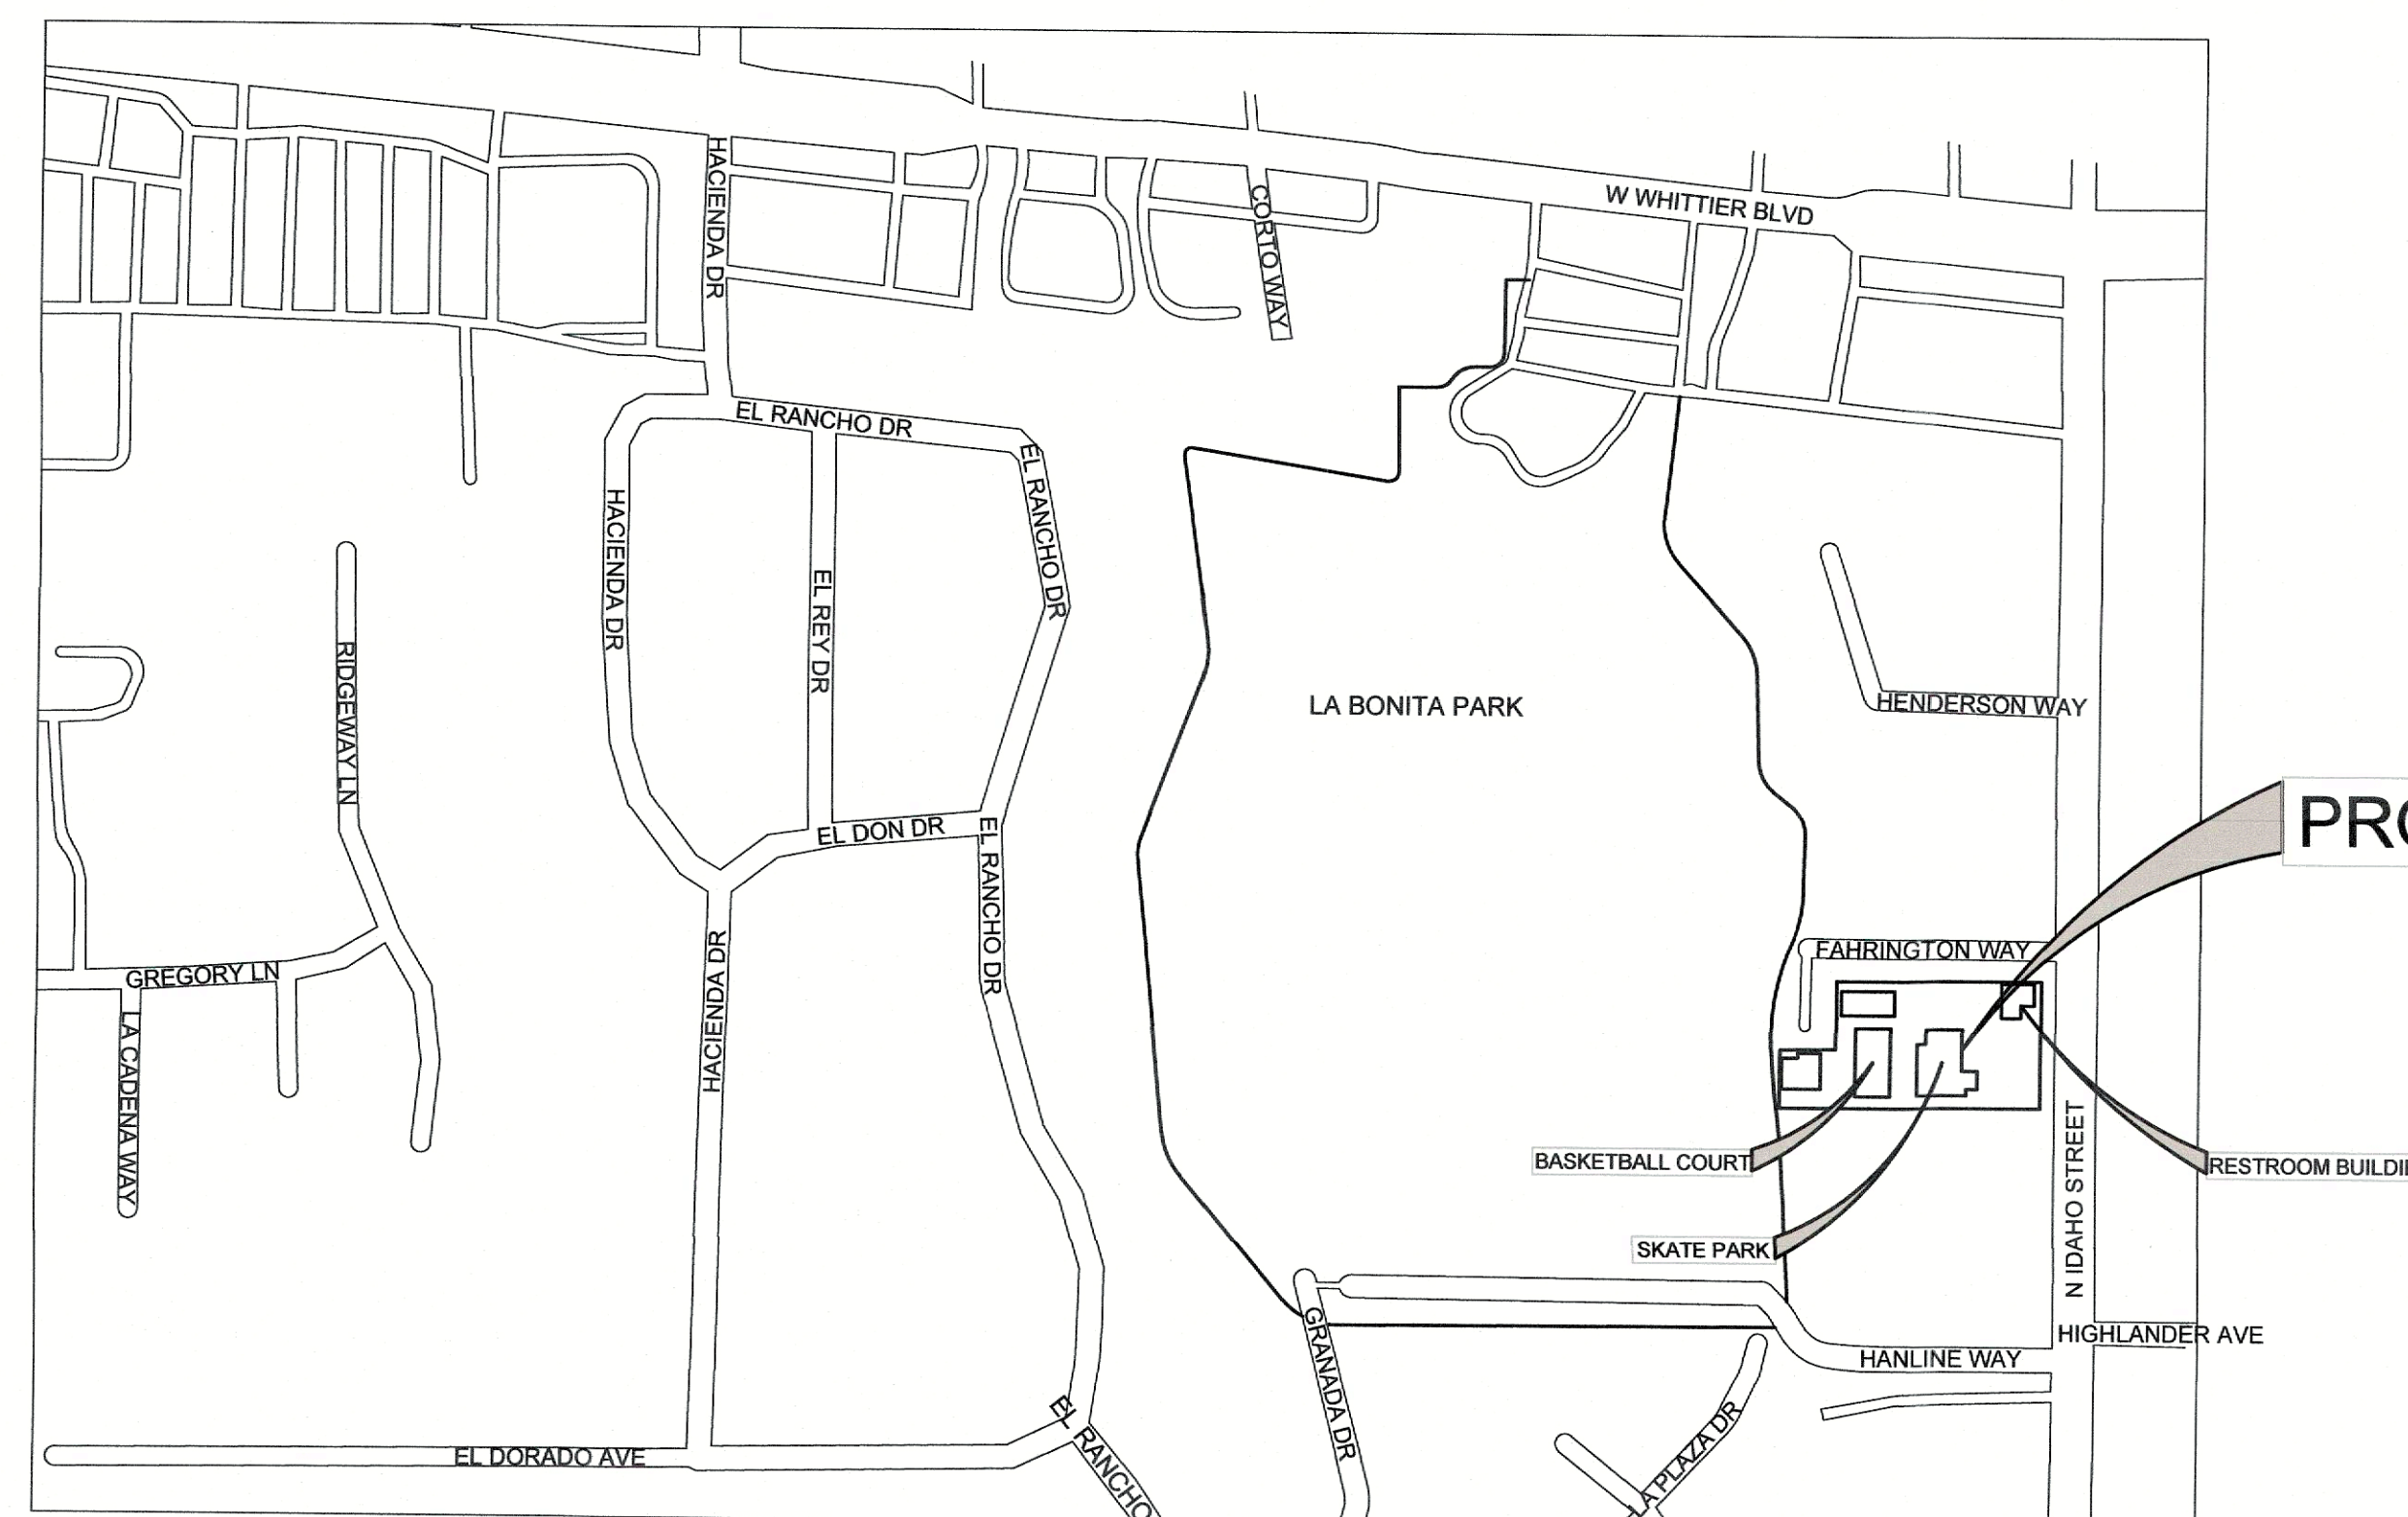 HACIENDA DR
CORTO WAY
W WHITTIER BLVD
EL RANCHO DR
EL RANCHO DR
HACIENDA DR
EL REY DR
RIDGEWAY LN
LA BONITA PARK
HENDERSON WAY
PRO
EL DON DR
EL RANCHO DR
HACIENDA DR
GREGORY LN
LA CADENA WAY
FAHRINGTON WAY
BASKETBALL COURT
RESTROOM BUILDI
SKATE PARK
N IDAHO STREET
GRANADA DR
HIGHLANDER AVE
HANLINE WAY
EL RANCHO
LA PLAZA DR
EL DORADO AVE